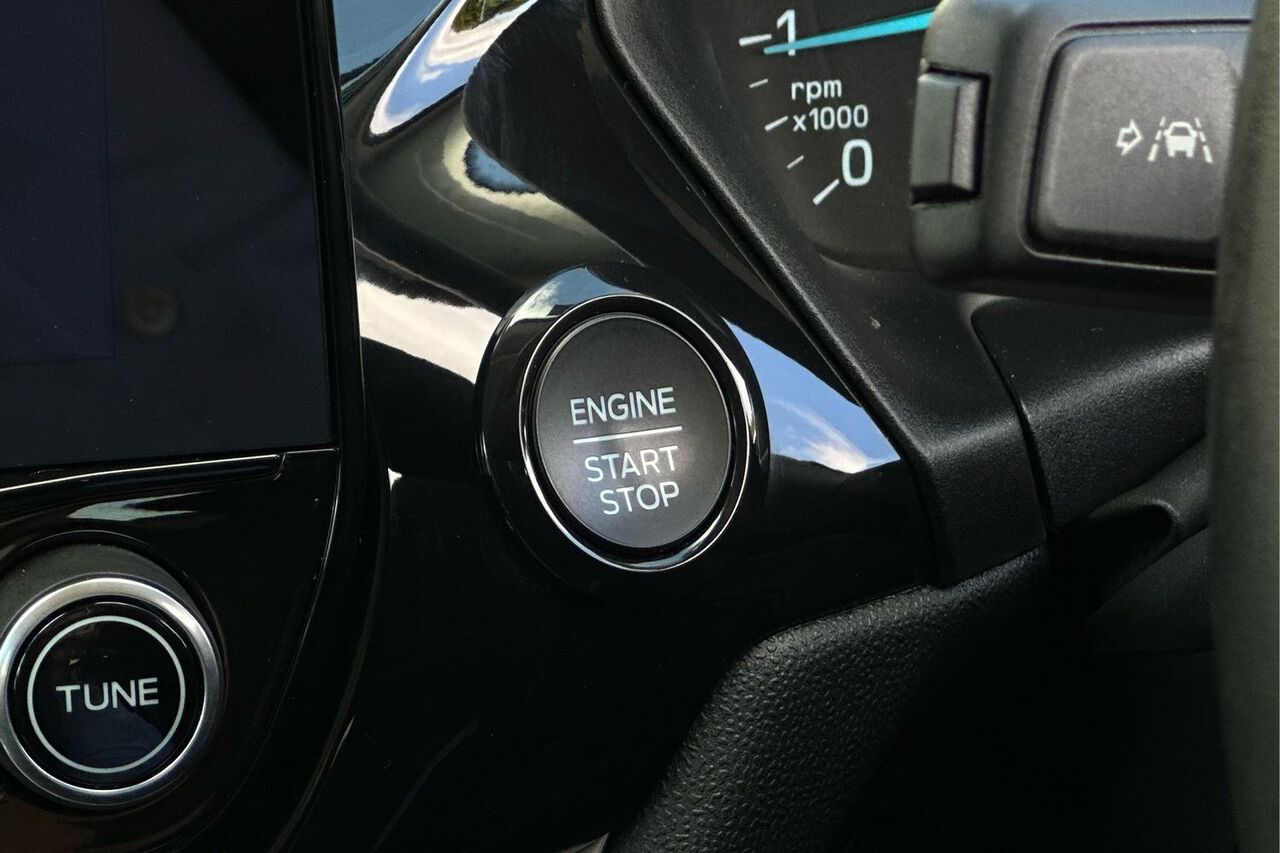 1
rpm
x1000
0
ENGINE
START
STOP
TUNE